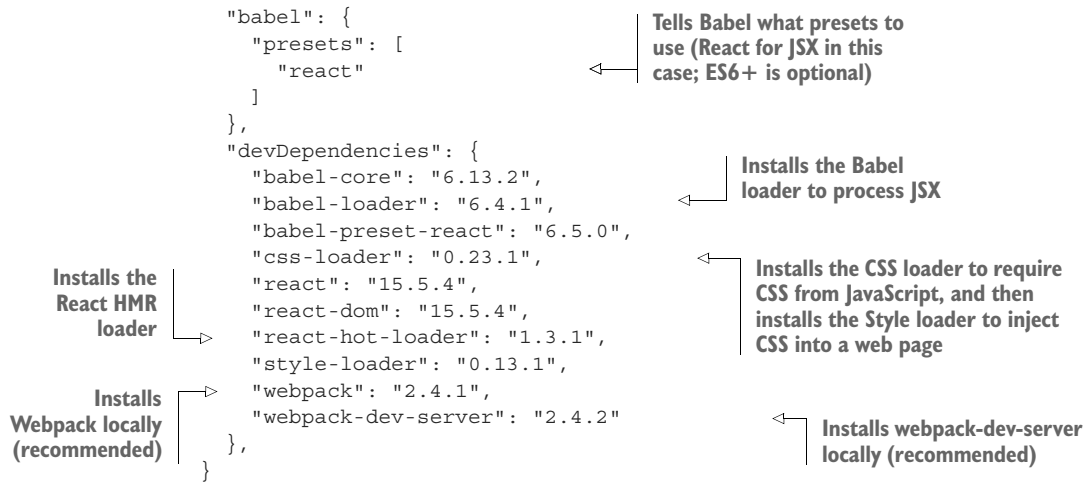 "babel": {
"presets": [
"react"
]
},
"devDependencies": {
"babel-core": "6.13.2",
"babel-loader": "6.4.1",
"babel-preset-react": "6.5.0",
"css-loader": "0.23.1",
"react": "15.5.4",
"react-dom": "15.5.4",
"react-hot-loader": "1.3.1",
"style-loader": "0.13.1",
"webpack": "2.4.1",
"webpack-dev-server": "2.4.2"
},
}
Tells Babel what presets to
use (React for JSX in this
case; ES6+ is optional)
Installs the Babel
loader to process JSX
Installs the CSS loader to require
CSS from JavaScript, and then
installs the Style loader to inject
CSS into a web page
Installs the
React HMR
loader
Installs
Webpack locally
(recommended)
Installs webpack-dev-server
locally (recommended)